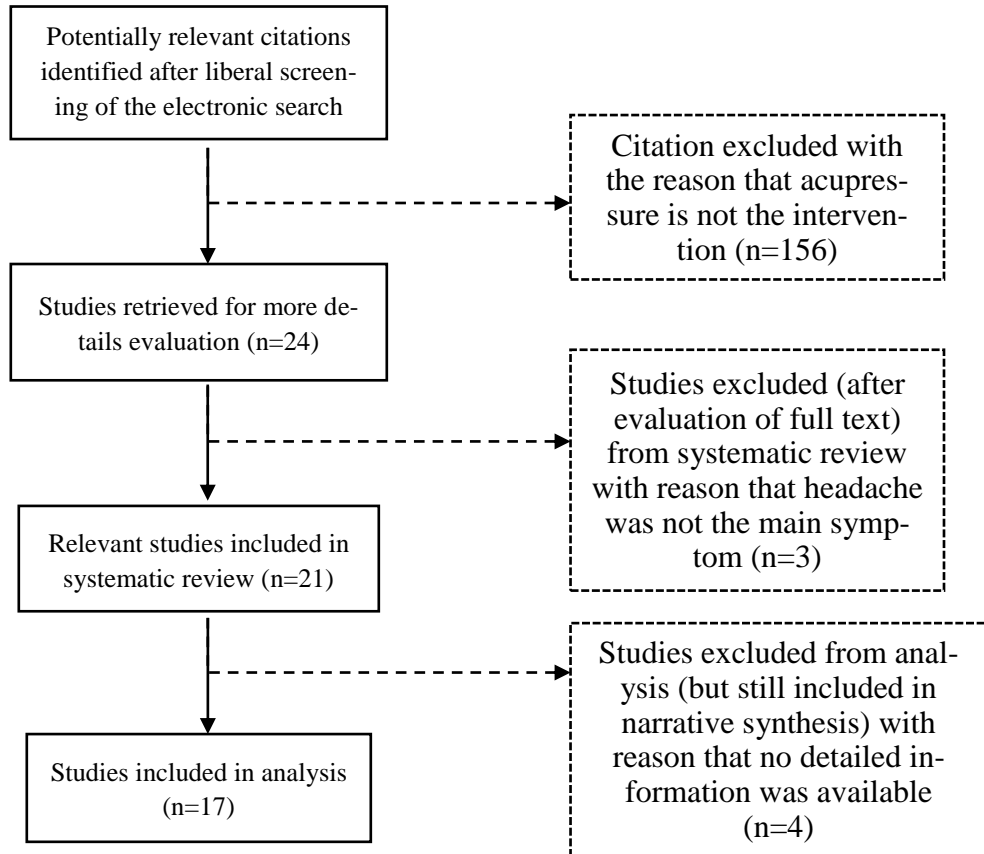 Potentially relevant citations
identified after liberal screen-
ing of the electronic search
Citation excluded with
the reason that acupres-
sure is not the interven-
tion (n=156)
Studies retrieved for more de-
tails evaluation (n=24)
Studies excluded (after
evaluation of full text)
from systematic review
with reason that headache
was not the main symp-
tom (n=3)
Relevant studies included in
systematic review (n=21)
Studies excluded from anal-
ysis (but still included in
narrative synthesis) with
reason that no detailed in-
formation was available
(n=4)
Studies included in analysis
(n=17)